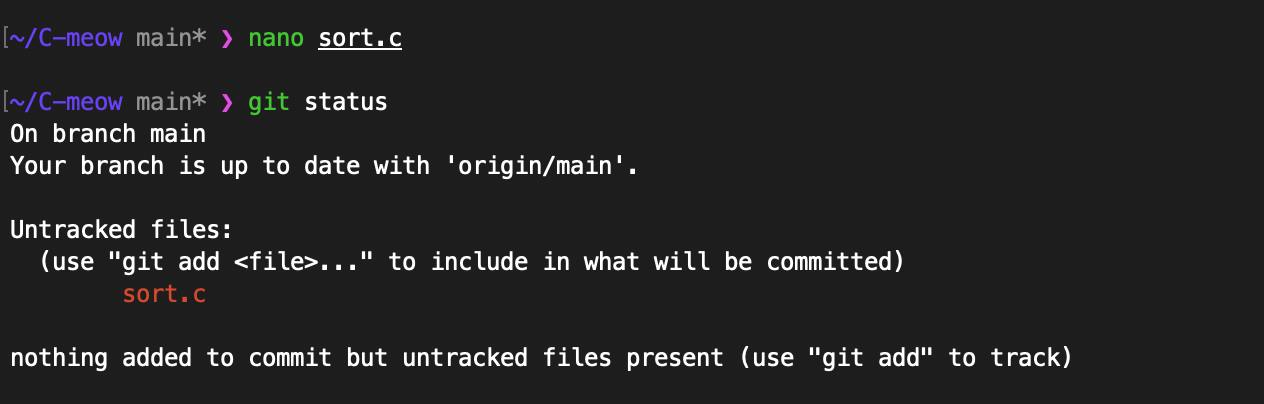 [~/C-meow main* ❯ nano sort.c
[~/C-meow main* ❯ git status
On branch main
Your branch is up to date with 'origin/main'.
Untracked files:
(use "git add <file>..." to include in what will be committed)
sort.c
nothing added to commit but untracked files present (use "git add" to track)